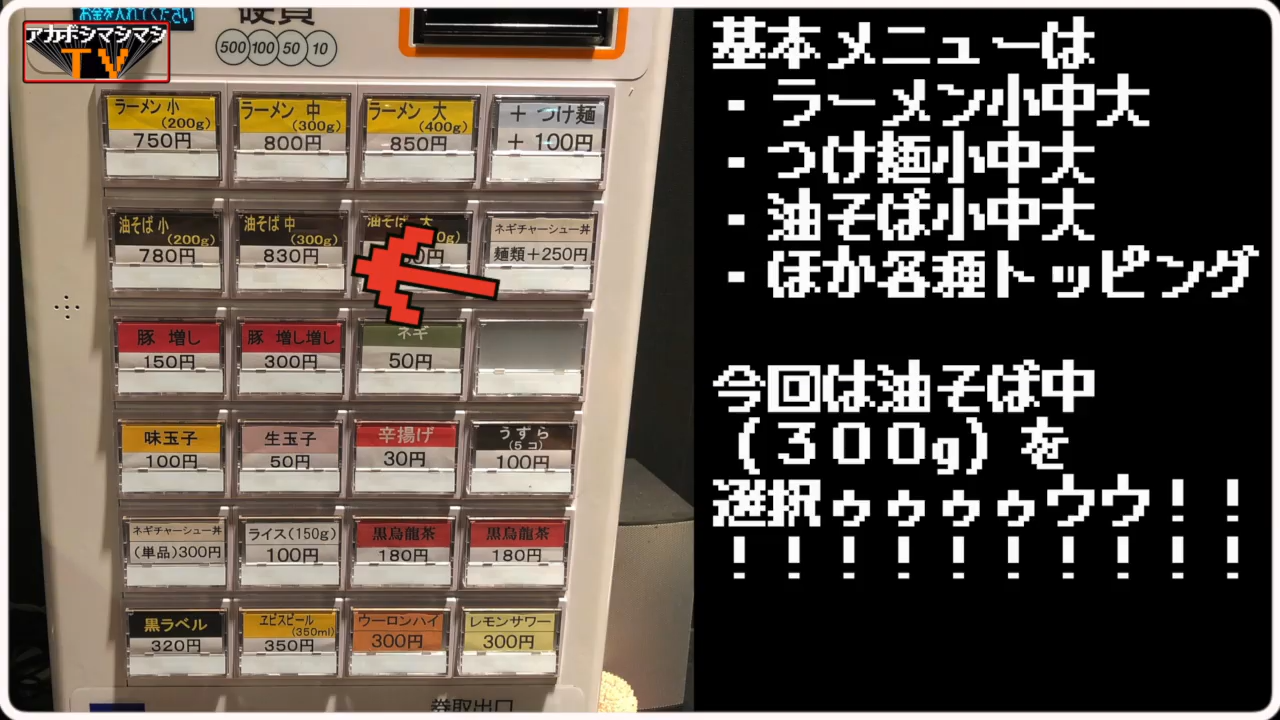 お金を入れてください
硬貨
500 100 50 10
アカボシマシマシ
TV
ラーメン 小
(200g)
750円
ラーメン 中
(300g)
800円
ラーメン 大
(400g)
850円
+ つけ麺
+ 100円
油そば 小
(200g)
780円
油そば 中
(300g)
830円
油そば 大
0g)
0円
ネギチャーシュー丼
麺類+250円
豚 増し
150円
豚 増し増し
300円
ネギ
50円
味玉子
100円
生玉子
50円
辛揚げ
30円
うずら
(5コ)
100円
ネギチャーシュー丼
(単品)300円
ライス(150g)
100円
黒烏龍茶
180円
黒烏龍茶
180円
黒ラベル
320円
ヱビスビール
(350ml)
350円
ウーロンハイ
300円
レモンサワー
300円
券取出口
基本メニューは
・ラーメン小中大
・つけ麺小中大
・油そば小中大
・ほか各種トッピング
今回は油そば中
(300g)を
選択ゥゥゥゥウウ!!
!!!!!!!!!!